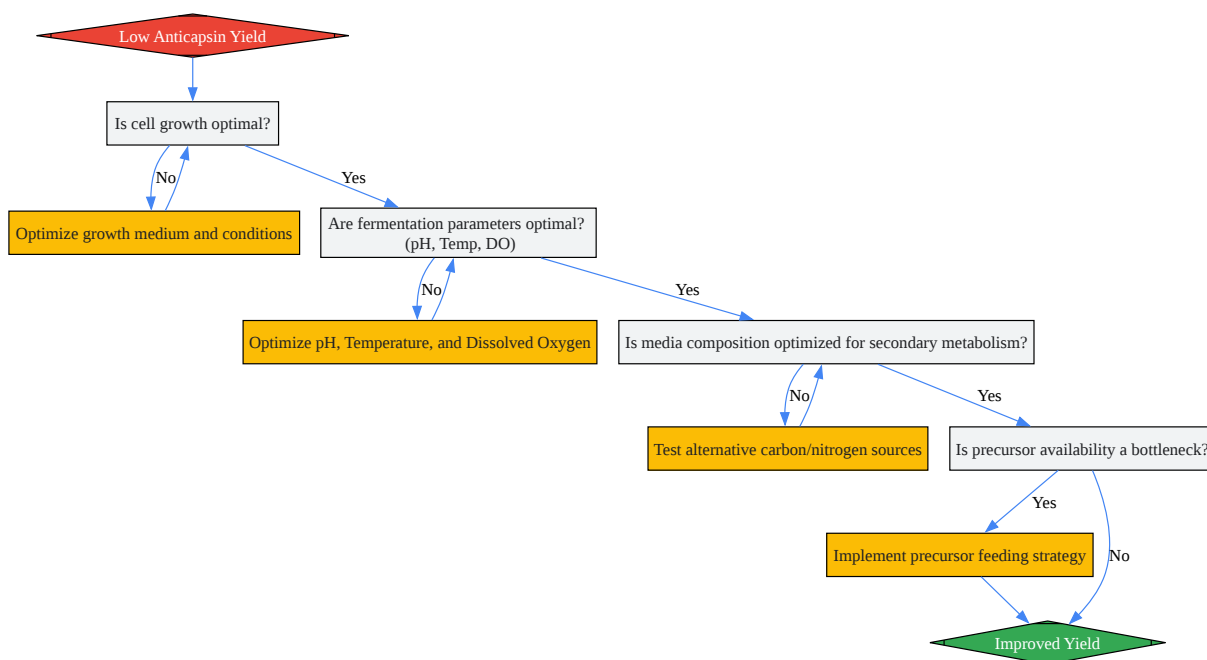 Low Anticapsin Yield
Is cell growth optimal?
No
Yes
Optimize growth medium and conditions
Are fermentation parameters optimal?
(pH, Temp, DO)
No
Yes
Optimize pH, Temperature, and Dissolved Oxygen
Is media composition optimized for secondary metabolism?
No
Yes
Test alternative carbon/nitrogen sources
Is precursor availability a bottleneck?
Yes
Implement precursor feeding strategy
No
Improved Yield